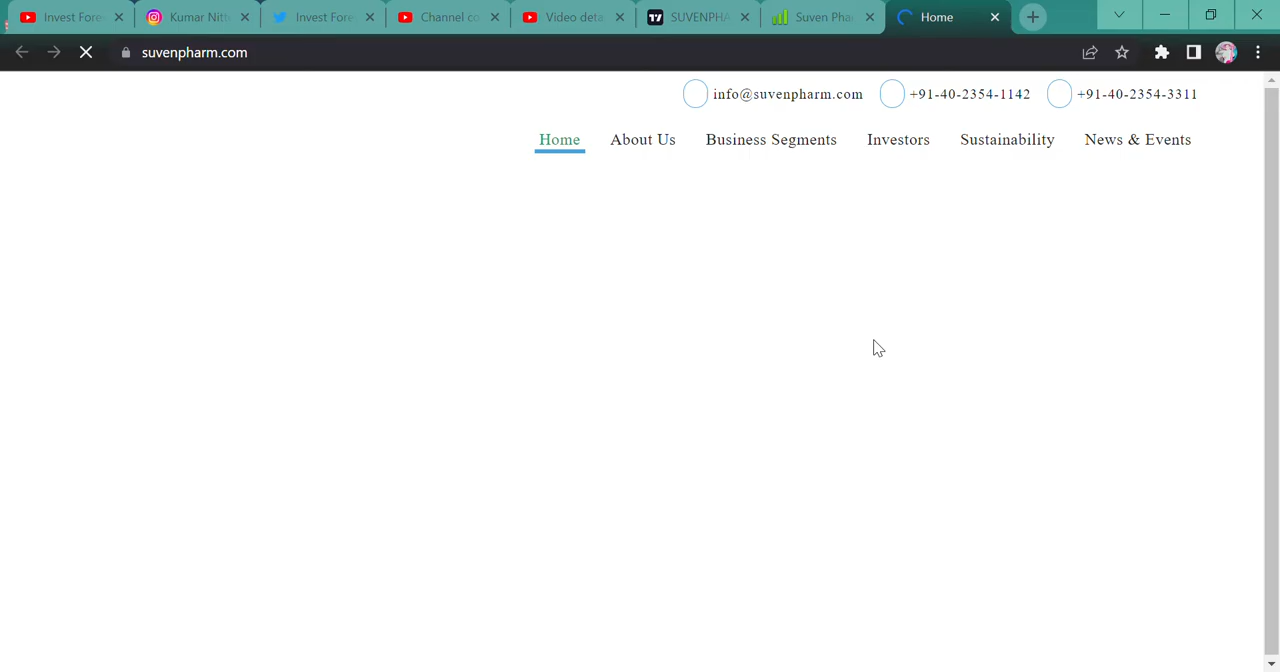 Invest Fore Kumar Nitt Invest Fore Channel co Video deta SUVENPHA Suven Pha Home
suvenpharm.com
info@suvenpharm.com +91-40-2354-1142 +91-40-2354-3311
Home About Us Business Segments Investors Sustainability News & Events